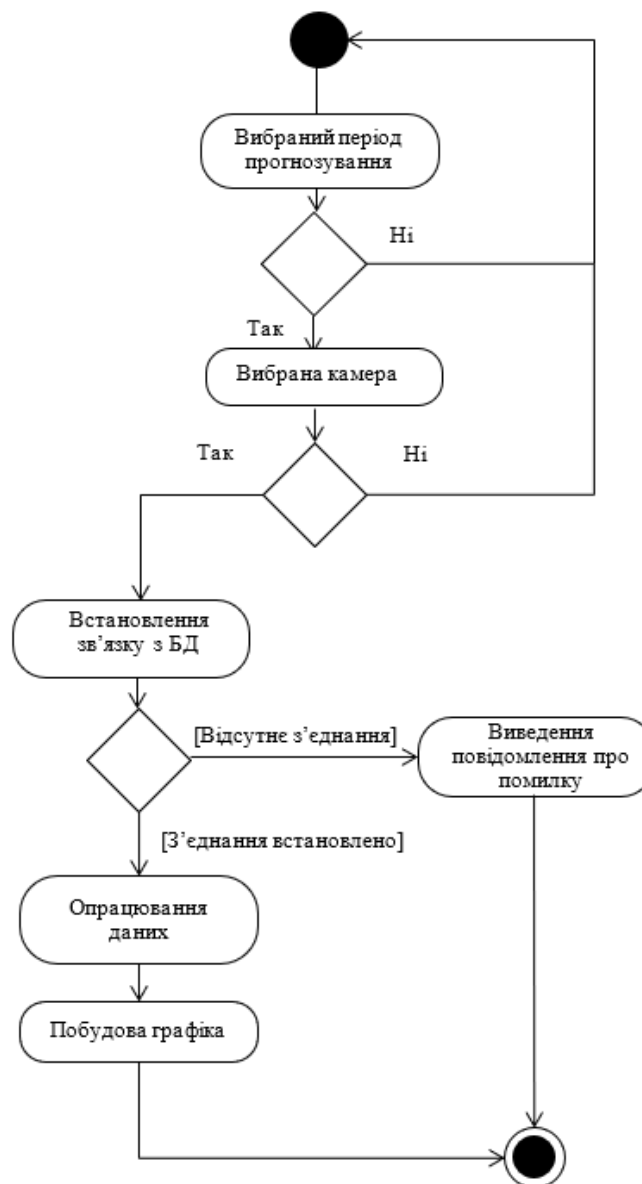 Вибраний період
прогнозування
Ні
Так
Вибрана камера
Так
Ні
Встановлення
зв’язку з БД
[Відсутнє з’єднання]
Виведення
повідомлення про
помилку
[З’єднання встановлено]
Опрацювання
даних
Побудова графіка